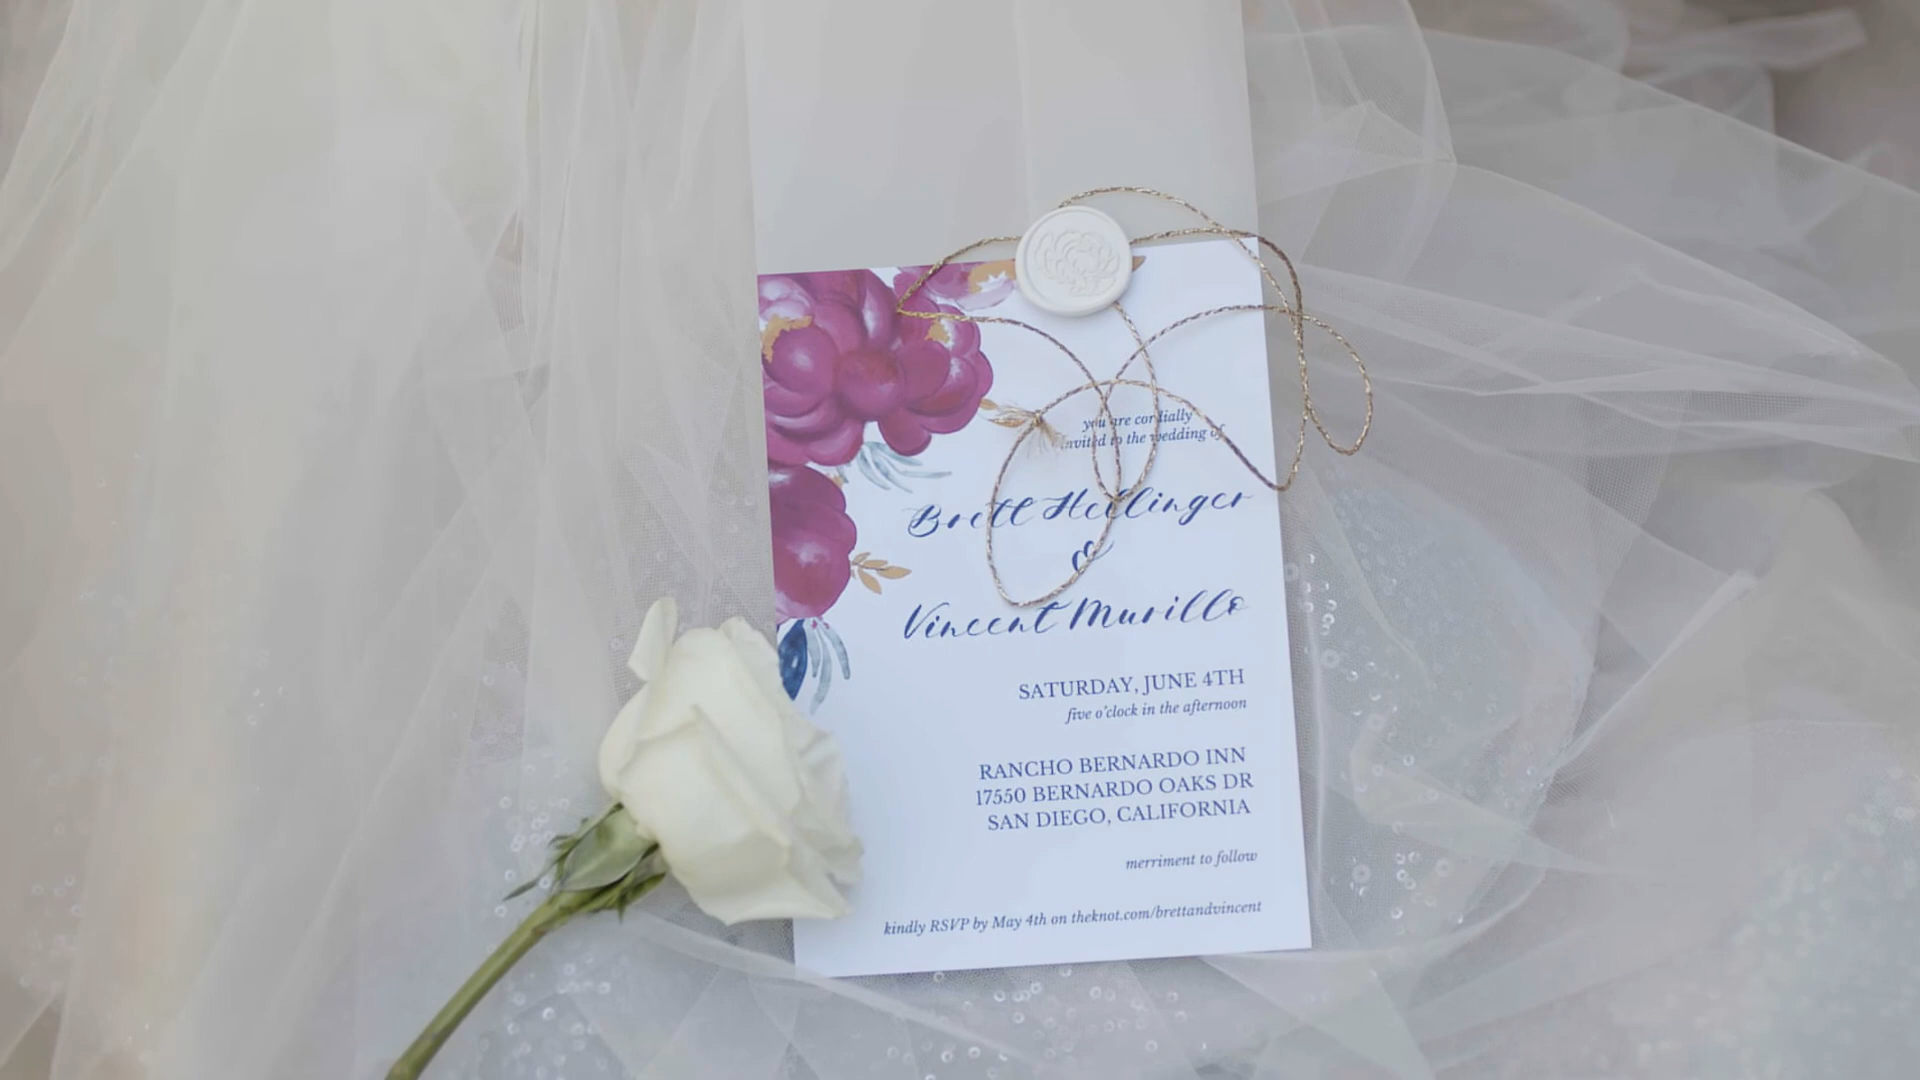 you are cordially
invited to the wedding of
Brett Hellinger
&
Vincent Murillo
SATURDAY, JUNE 4TH
five o'clock in the afternoon
RANCHO BERNARDO INN
17550 BERNARDO OAKS DR
SAN DIEGO, CALIFORNIA
merriment to follow
kindly RSVP by May 4th on theknot.com/brettandvincent